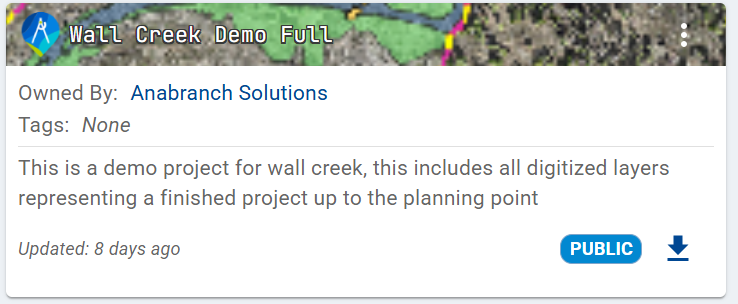 Wall Creek Demo Full
Owned By: Anabranch Solutions
Tags: None
This is a demo project for wall creek, this includes all digitized layers
representing a finished project up to the planning point
Updated: 8 days ago
PUBLIC